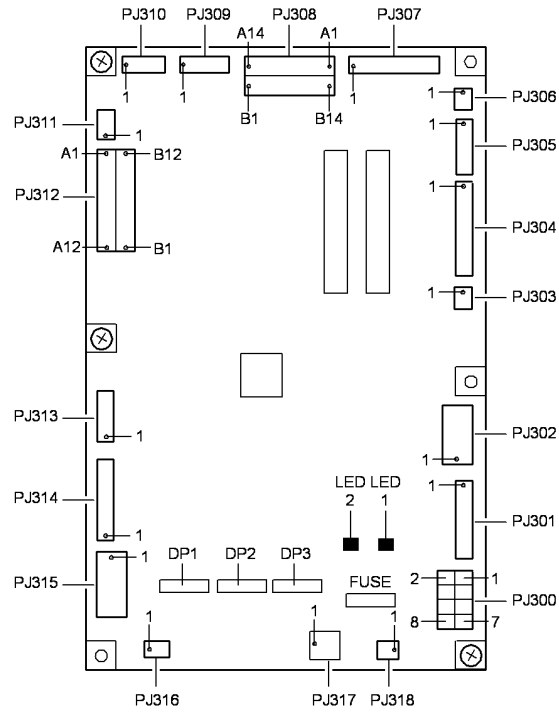 PJ310 PJ309 PJ308 PJ307
A14 A1
1 1 1
B1 B14
1 PJ306
PJ311 1
1 PJ305
A1 B12
PJ312
1 PJ304
A12 B1
1 PJ303
PJ313
1
PJ302
1
PJ314
LED LED
2 1
1 PJ301
1
1
PJ315
DP1 DP2 DP3
FUSE
2 1
PJ300
8 7
1 1 1
PJ316 PJ317 PJ318